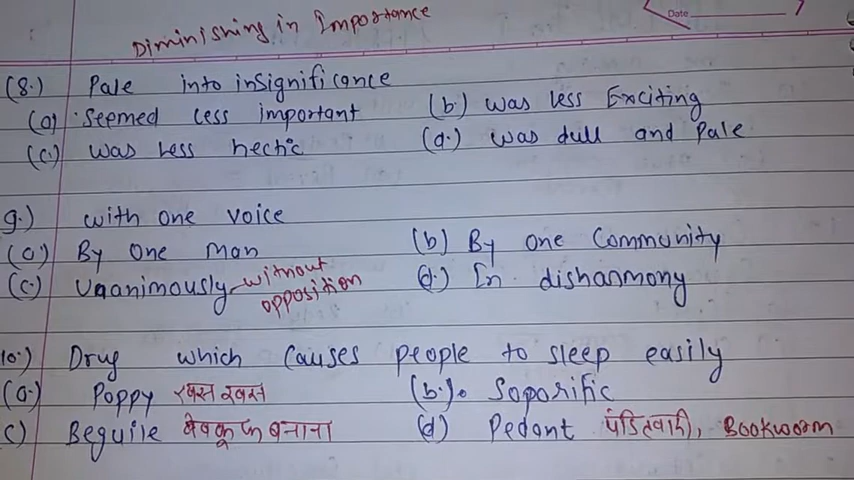 Date
Diminishing in Importance
(8.) Pale into insignificance
(a) Seemed less important (b.) was less Exciting
(c.) was less hectic (d.) was dull and Pale
9.) with one voice
(a) By One Man (b) By one Community
(c) Unanimously - without opposition (d.) In disharmony
10.) Drug which causes people to sleep easily
(a.) Poppy खस खस (b.) Soporific
c) Beguile बेवकूफ बनाना (d) Pedant पंडितवादी, Bookworm